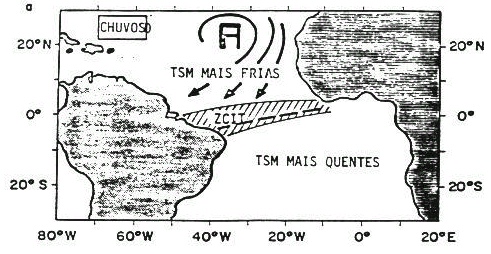 a
CHUVOSO
A
20°N
20°N
TSM MAIS FRIAS
0°
ZCIT
0°
TSM MAIS QUENTES
20°S
20°S
80°W 60°W 40°W 20°W 0° 20°E